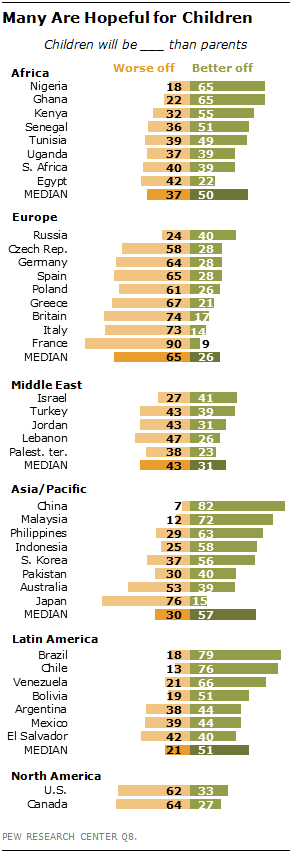 Many Are Hopeful for Children
Children will be ___ than parents
Worse off Better off
Africa
Nigeria 18 65
Ghana 22 65
Kenya 32 55
Senegal 36 51
Tunisia 39 49
Uganda 37 39
S. Africa 40 39
Egypt 42 22
MEDIAN 37 50
Europe
Russia 24 40
Czech Rep. 58 28
Germany 64 28
Spain 65 28
Poland 61 26
Greece 67 21
Britain 74 17
Italy 73 14
France 90 9
MEDIAN 65 26
Middle East
Israel 27 41
Turkey 43 39
Jordan 43 31
Lebanon 47 26
Palest. ter. 38 23
MEDIAN 43 31
Asia/Pacific
China 7 82
Malaysia 12 72
Philippines 29 63
Indonesia 25 58
S. Korea 37 56
Pakistan 30 40
Australia 53 39
Japan 76 15
MEDIAN 30 57
Latin America
Brazil 18 79
Chile 13 76
Venezuela 21 66
Bolivia 19 51
Argentina 38 44
Mexico 39 44
El Salvador 42 40
MEDIAN 21 51
North America
U.S. 62 33
Canada 64 27
PEW RESEARCH CENTER Q8.